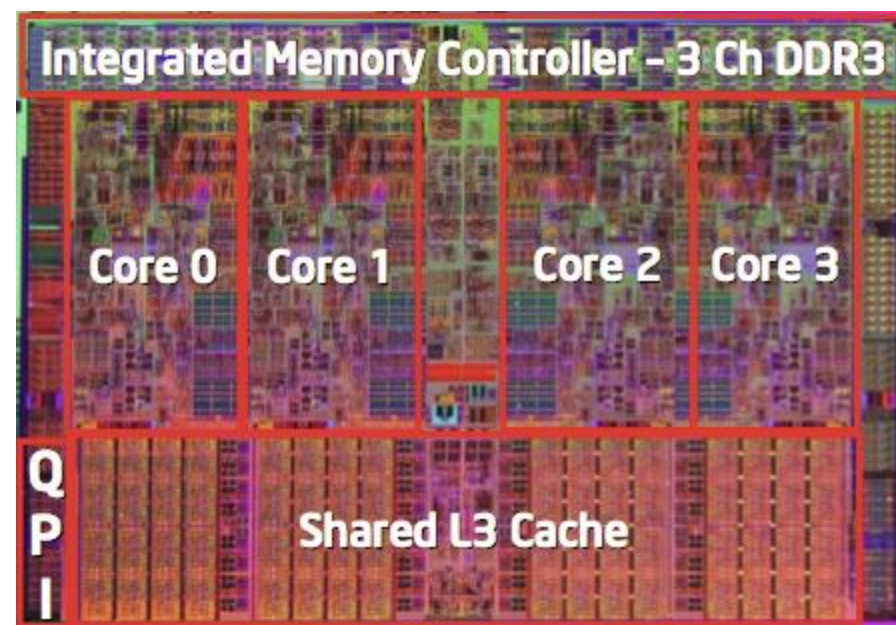 Integrated Memory Controller – 3 Ch DDR3
Core 0
Core 1
Core 2
Core 3
Q
P
I
Shared L3 Cache